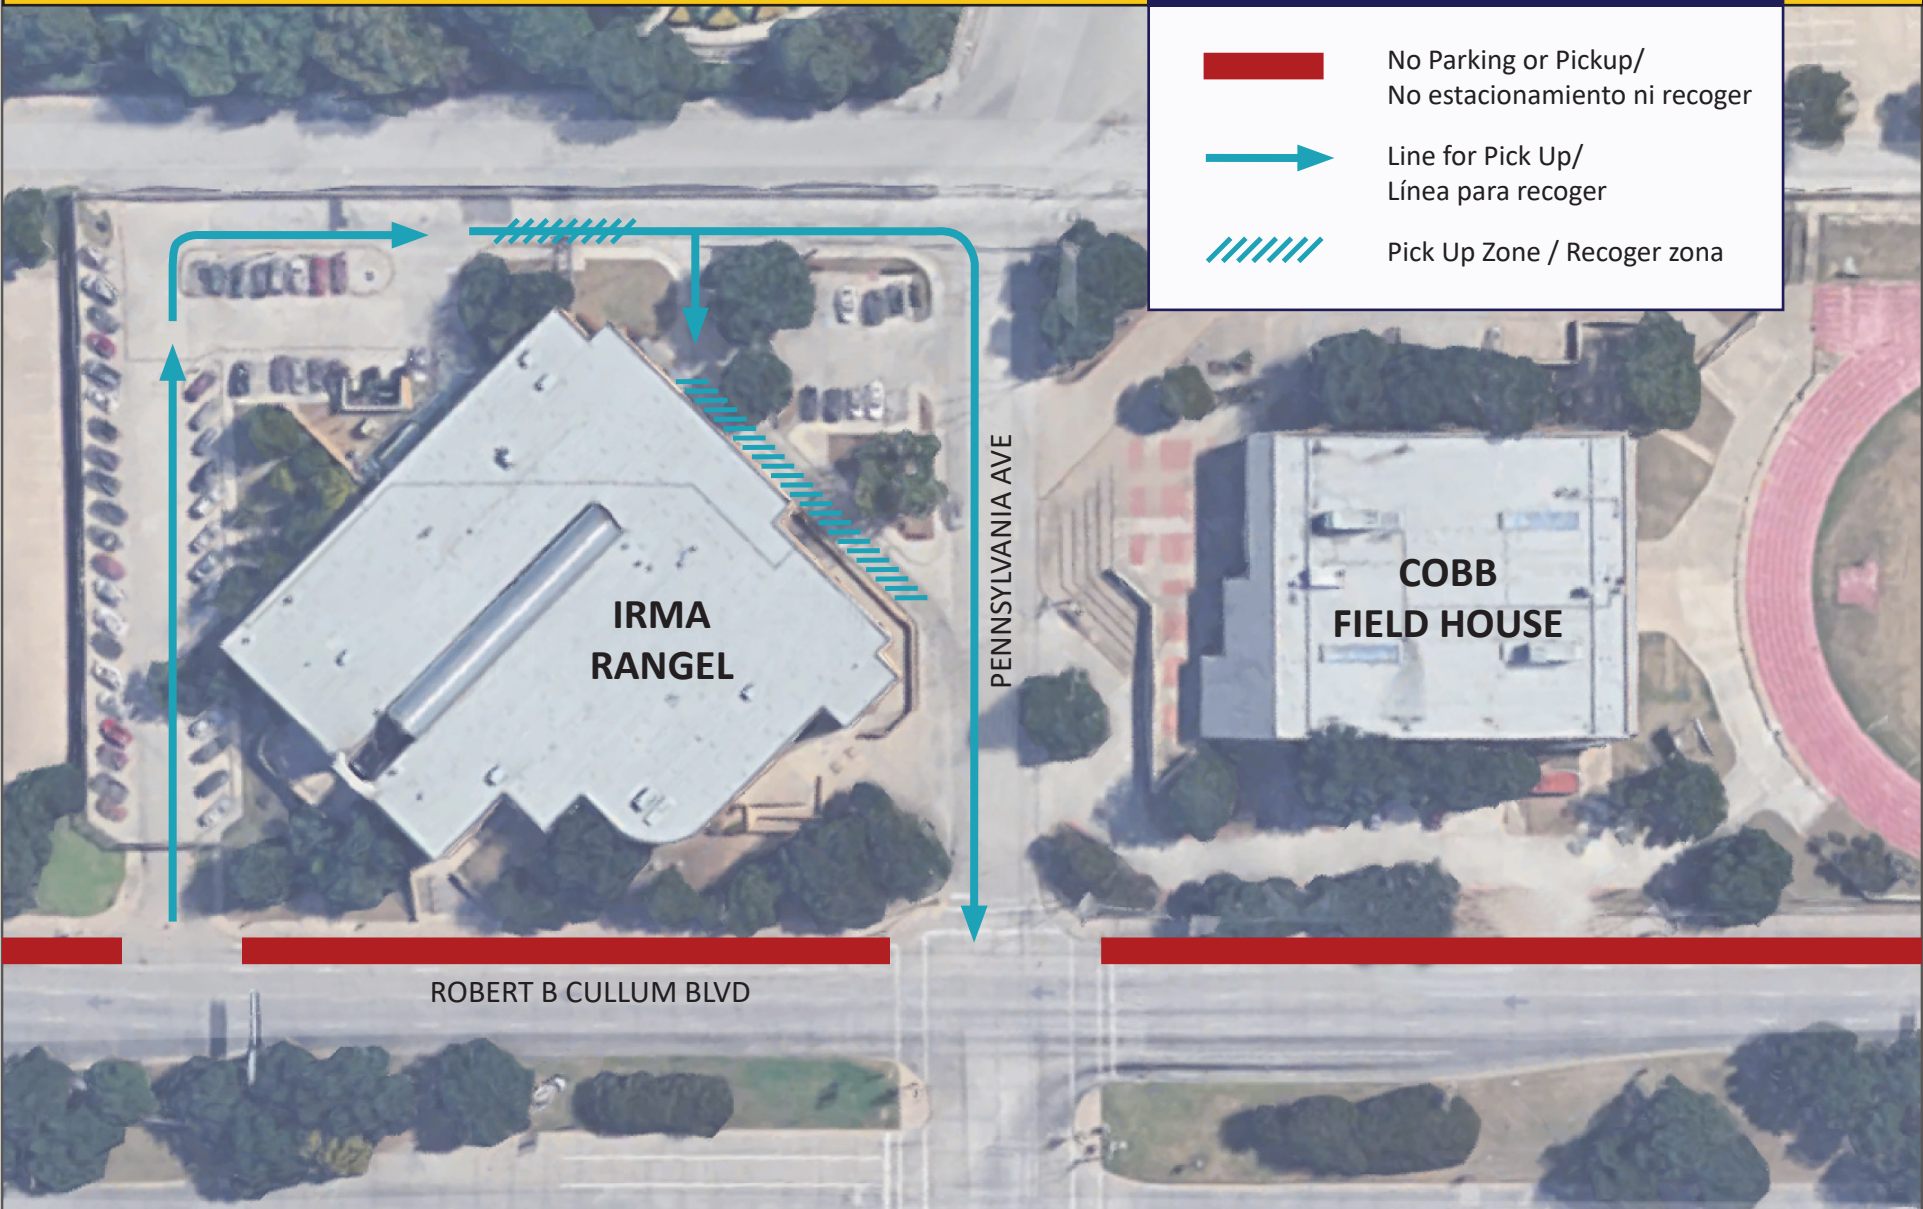 No Parking or Pickup/
No estacionamiento ni recoger
Line for Pick Up/
Línea para recoger
Pick Up Zone / Recoger zona
PENNSYLVANIA AVE
IRMA
RANGEL
COBB
FIELD HOUSE
ROBERT B CULLUM BLVD